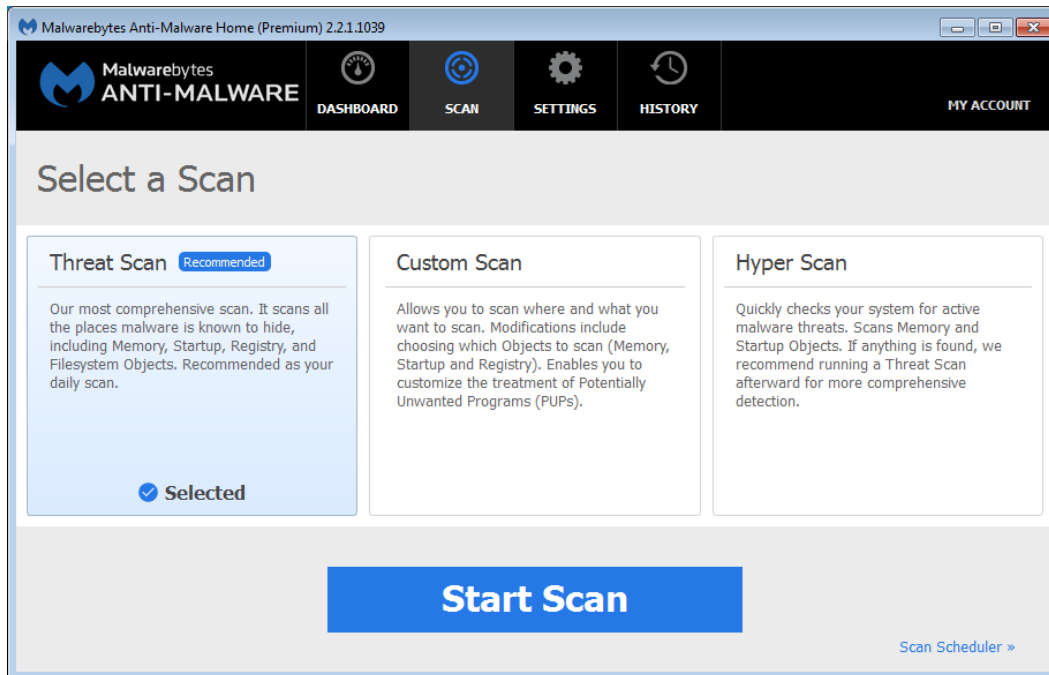 Malwarebytes Anti-Malware Home (Premium) 2.2.1.1039
Malwarebytes
ANTI-MALWARE
DASHBOARD
SCAN
SETTINGS
HISTORY
MY ACCOUNT
Select a Scan
Threat Scan Recommended
Our most comprehensive scan. It scans all
the places malware is known to hide,
including Memory, Startup, Registry, and
Filesystem Objects. Recommended as your
daily scan.
Selected
Custom Scan
Allows you to scan where and what you
want to scan. Modifications include
choosing which Objects to scan (Memory,
Startup and Registry). Enables you to
customize the treatment of Potentially
Unwanted Programs (PUPs).
Hyper Scan
Quickly checks your system for active
malware threats. Scans Memory and
Startup Objects. If anything is found, we
recommend running a Threat Scan
afterward for more comprehensive
detection.
Start Scan
Scan Scheduler »